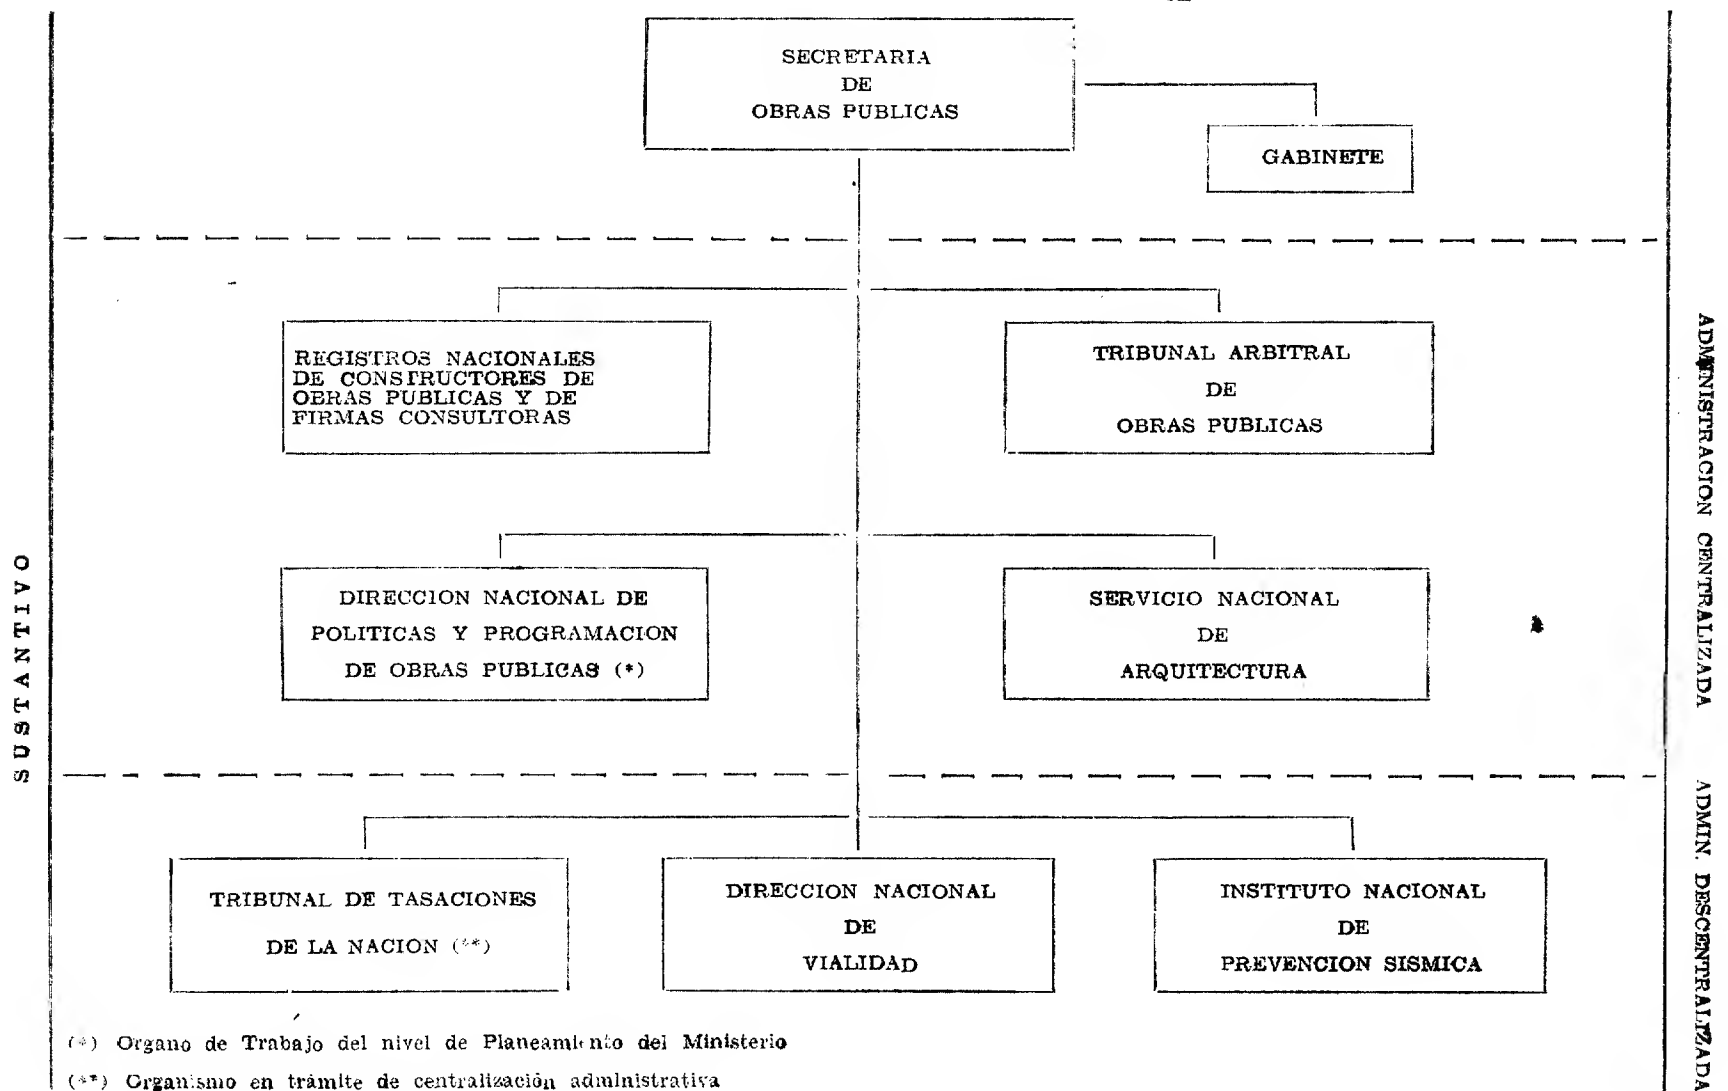 SECRETARIA
DE
OBRAS PUBLICAS
GABINETE
REGISTROS NACIONALES
DE CONSTRUCTORES DE
OBRAS PUBLICAS Y DE
FIRMAS CONSULTORAS
TRIBUNAL ARBITRAL
DE
OBRAS PUBLICAS
DIRECCION NACIONAL DE
POLITICAS Y PROGRAMACION
DE OBRAS PUBLICAS (*)
SERVICIO NACIONAL
DE
ARQUITECTURA
TRIBUNAL DE TASACIONES
DE LA NACION (**)
DIRECCION NACIONAL
DE
VIALIDAD
INSTITUTO NACIONAL
DE
PREVENCION SISMICA
SUSTANTIVO
ADMINISTRACION CENTRALIZADA
ADMIN. DESCENTRALIZADA
(*) Organo de Trabajo del nivel de Planeamiento del Ministerio
(**) Organismo en trámite de centralización administrativa